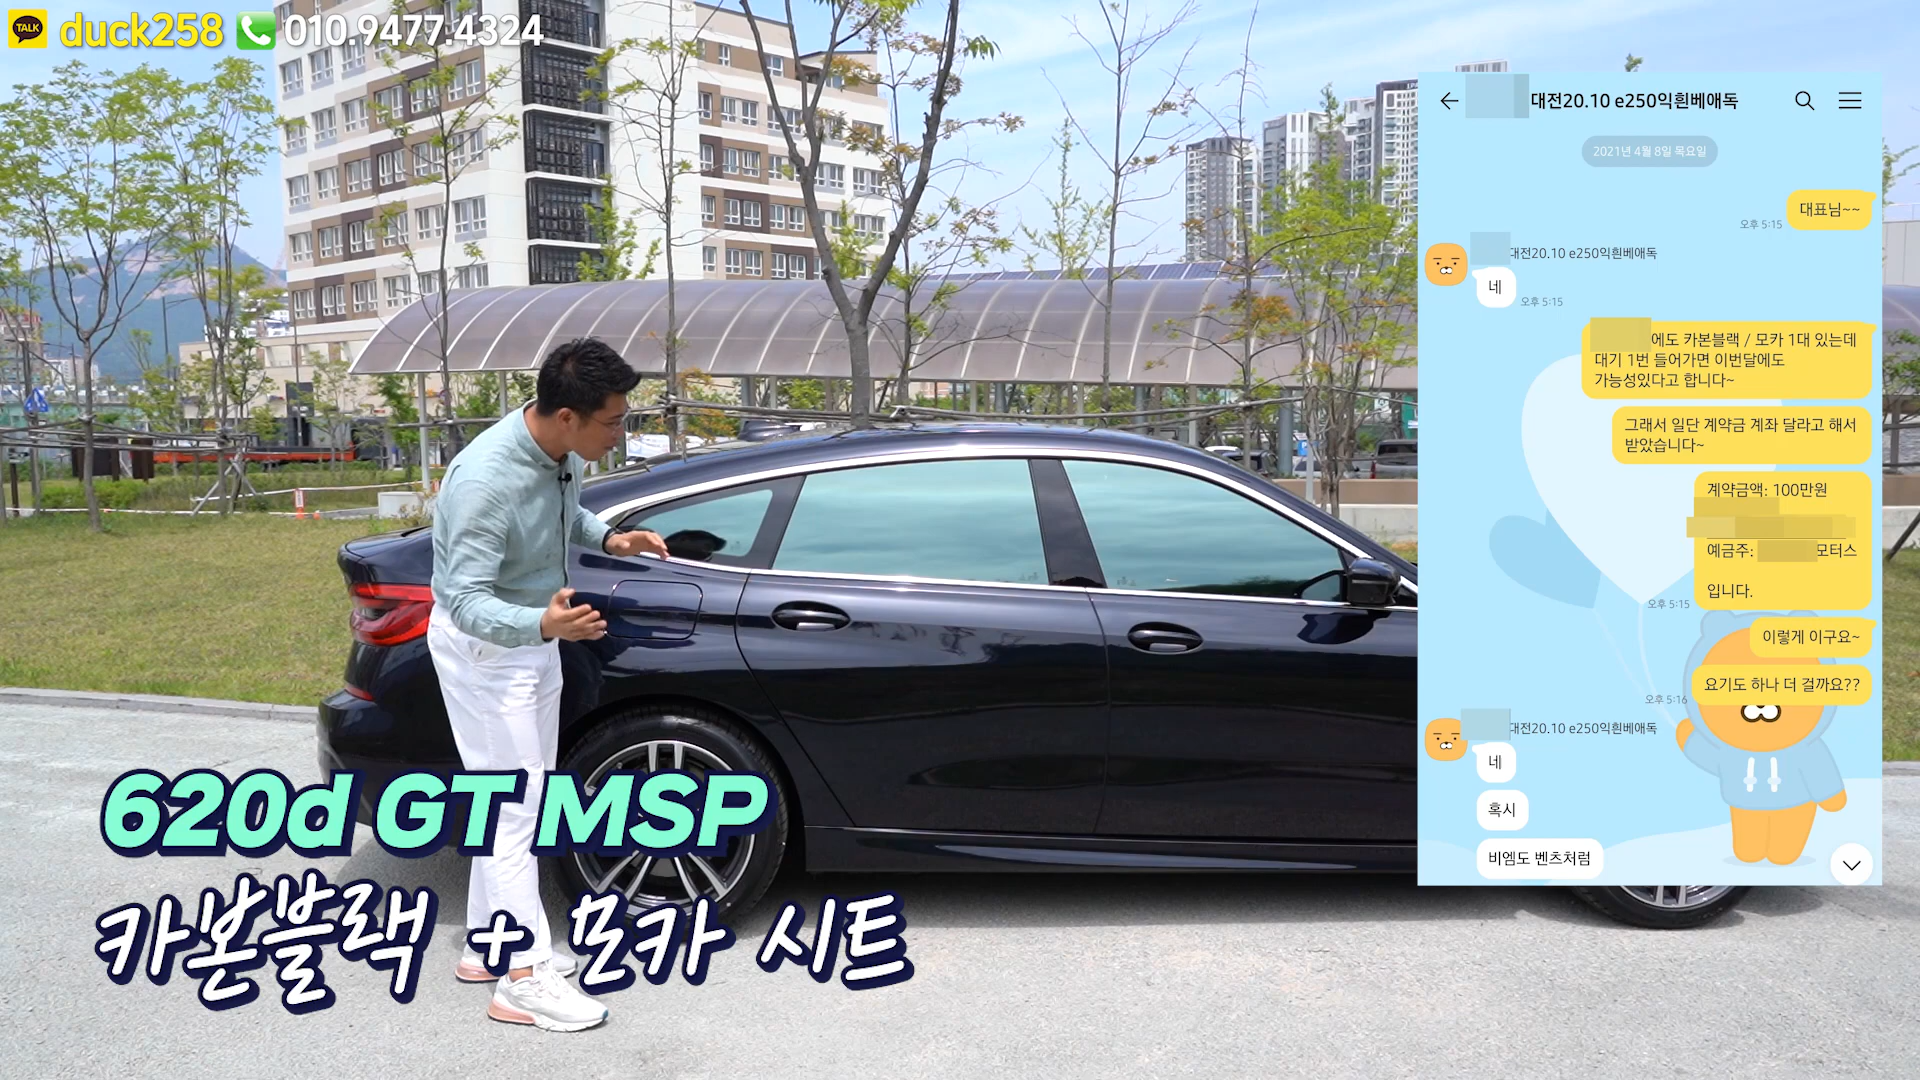 TALK duck258 010.9477.4324
대전20.10 e250익흰베애독
2021년 4월 8일 목요일
대표님~~
오후 5:15
대전20.10 e250익흰베애독
네
오후 5:15
에도 카본블랙 / 모카 1대 있는데
대기 1번 들어가면 이번달에도
가능성있다고 합니다~
그래서 일단 계약금 계좌 달라고 해서
받았습니다~
계약금액: 100만원
예금주: 모터스
입니다.
오후 5:15
이렇게 이구요~
요기도 하나 더 걸까요??
오후 5:16
대전20.10 e250익흰베애독
네
혹시
비엠도 벤츠처럼
620d GT MSP
카본블랙 + 모카 시트